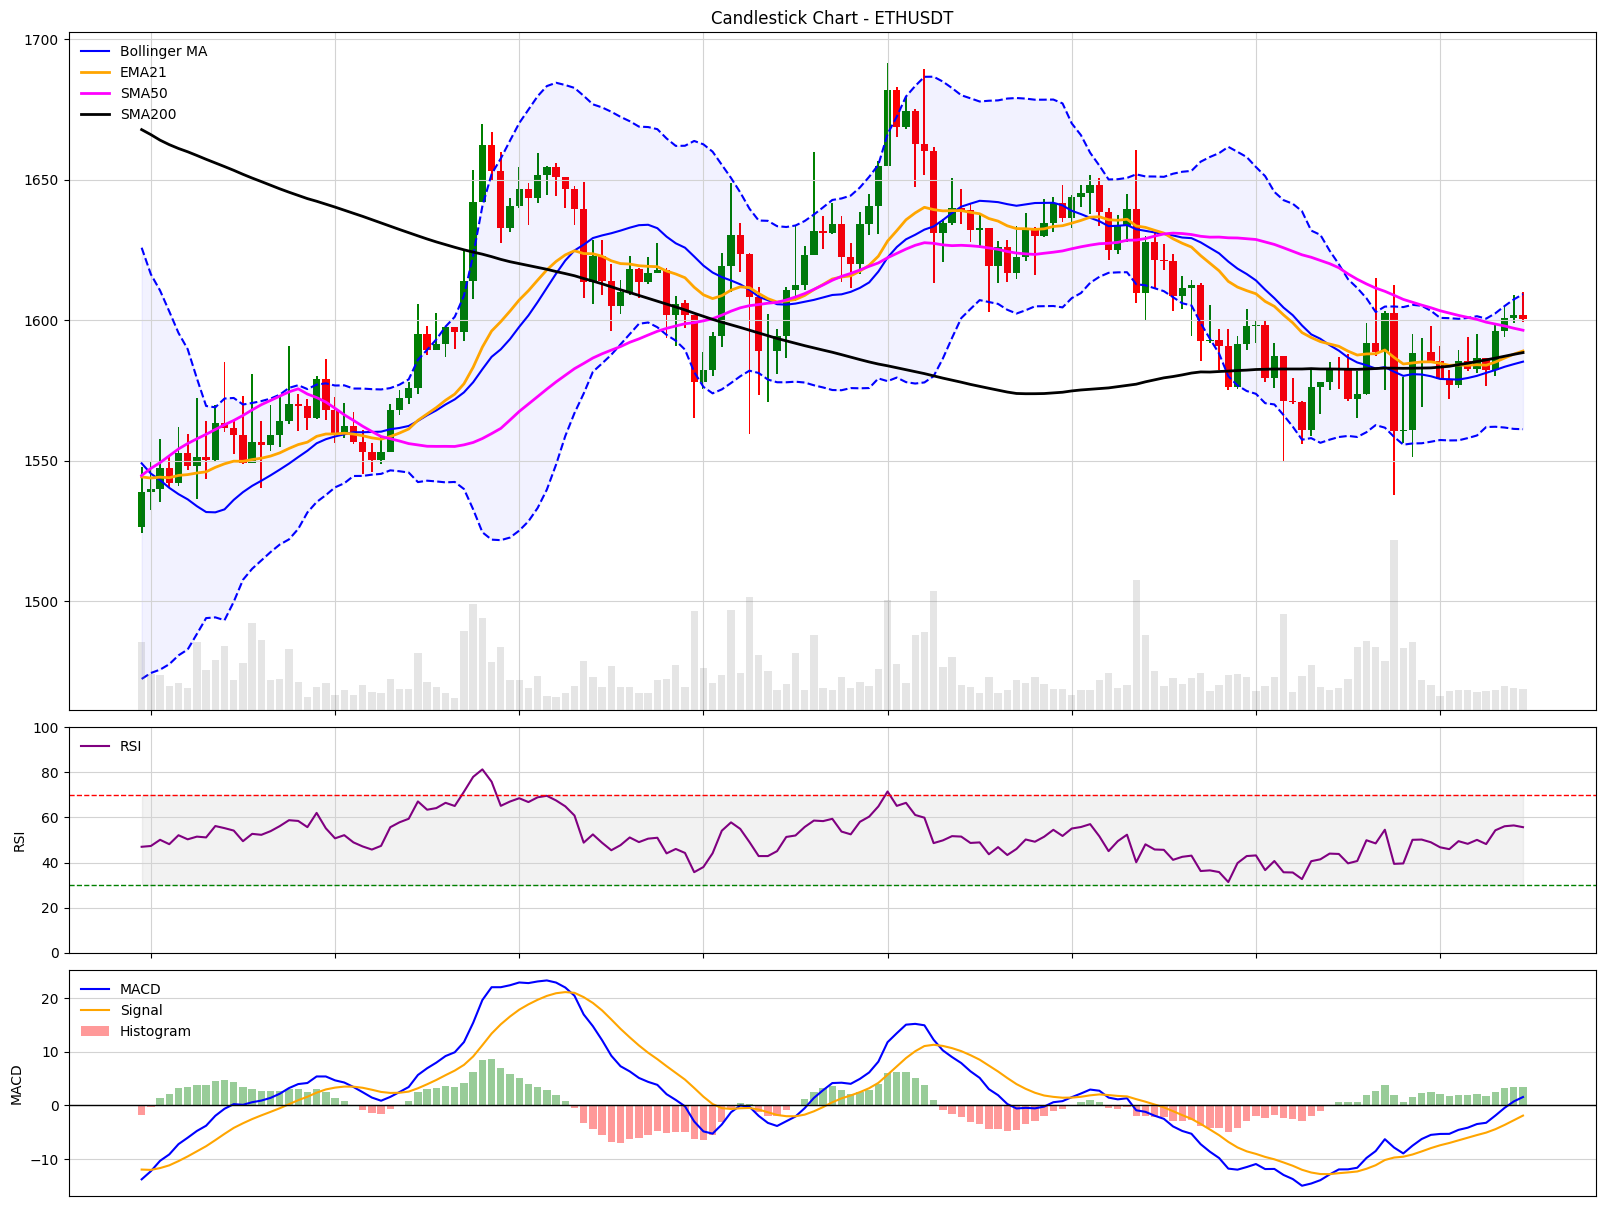 Candlestick Chart - ETHUSDT
Bollinger MA
EMA21
SMA50
SMA200
1700
1650
1600
1550
1500
RSI
RSI
100
80
60
40
20
0
MACD
Signal
Histogram
MACD
20
10
0
−10